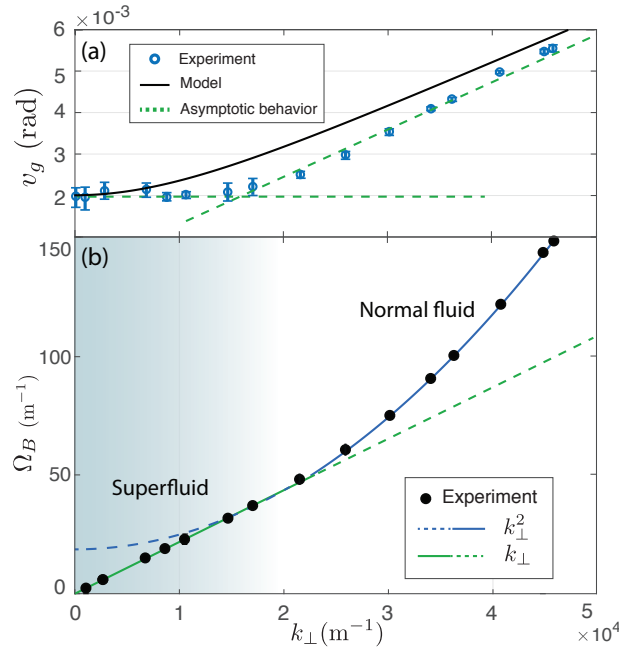 × 10⁻³
(a)
Experiment
Model
Asymptotic behavior
v_g (rad)
6
5
4
3
2
(b)
Normal fluid
Superfluid
Ω_B (m⁻¹)
150
100
50
0
Experiment
k⊥²
k⊥
0 1 2 3 4 5
k⊥(m⁻¹)
× 10⁴